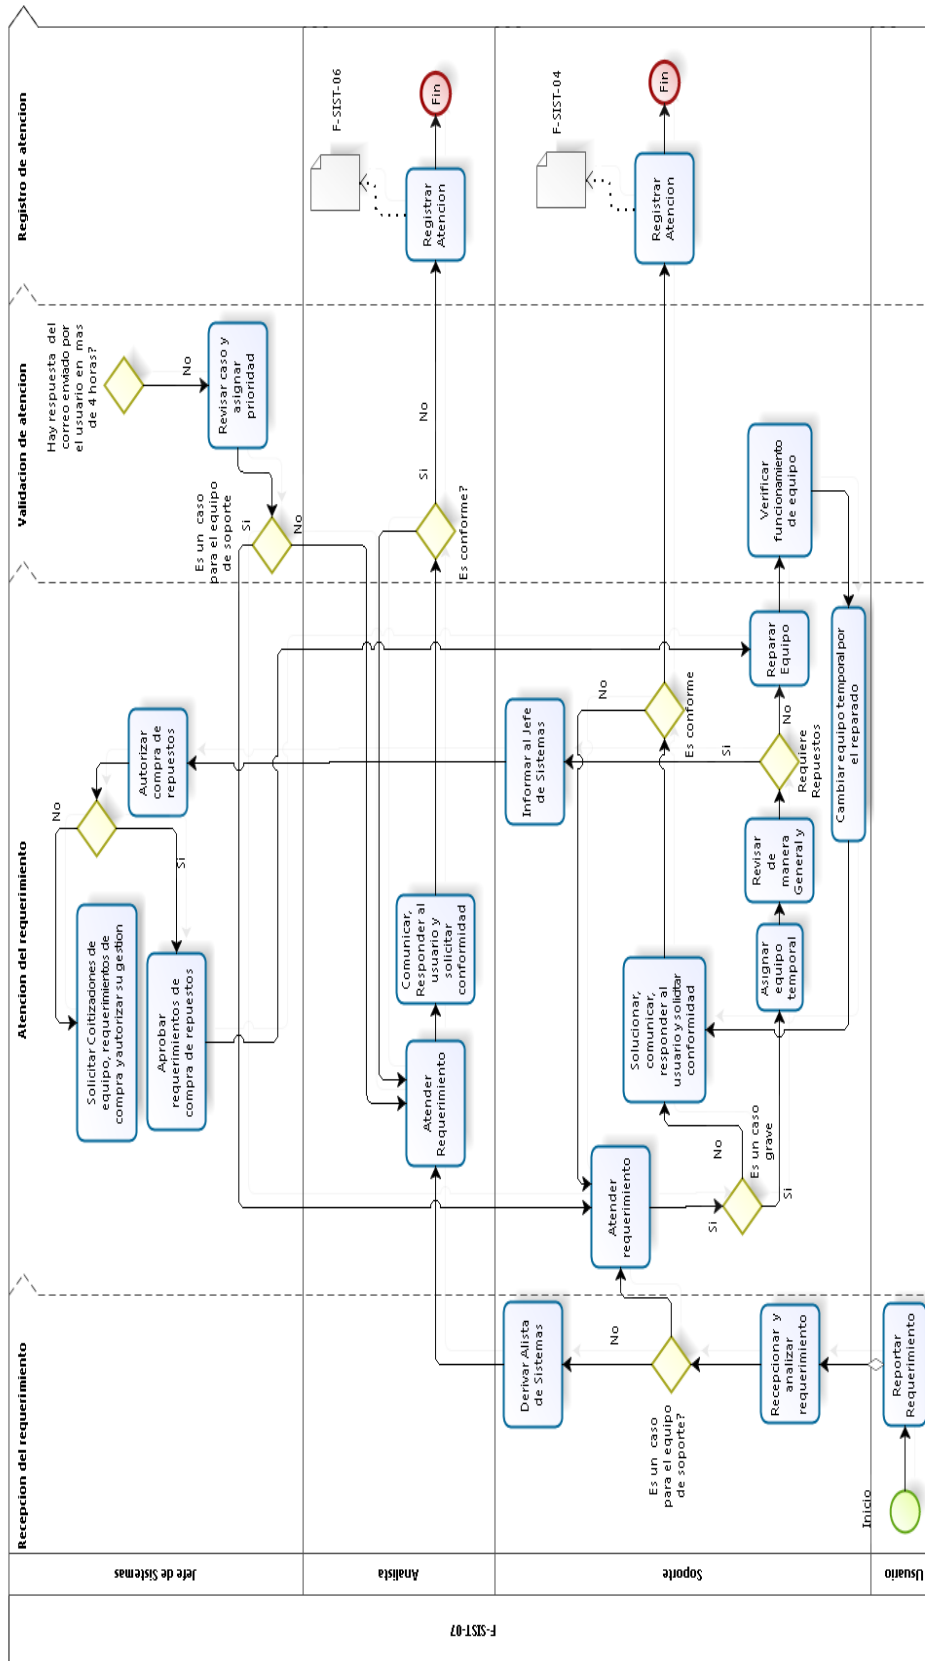 F-SIST-07
Jefe de Sistemas
Analista
Soporte
Usuario
Recepcion del requerimiento
Atencion del requerimiento
Validacion de atencion
Registro de atencion
Solicitar Coitizaciones de
equipo, requerimientos de
compra y autorizar su gestion
No
Aprobar
requerimientos de
compra de repuestos
Si
Autorizar
compra de
repuestos
Hay respuesta del
correo enviado por
el usuario en mas
de 4 horas?
No
Revisar caso y
asignar
prioridad
Es un caso
para el equipo
de soporte
Si
No
Atender
Requerimiento
Comunicar,
Responder al
usuario y
solicitar
conformidad
Es conforme?
Si
No
Registrar
Atencion
F-SIST-06
Fin
Derivar Alista
de Sistemas
No
Es un caso
para el equipo
de soporte?
Recepcionar y
analizar
requerimiento
Atender
requerimiento
Si
No
Es un caso
grave
Si
Solucionar,
comunicar,
responder al
usuario y solicitar
conformidad
Informar al Jefe
de Sistemas
No
Es conforme
Asignar
equipo
temporal
Revisar
de
manera
General y
Requiere
Repuestos
Si
No
Reparar
Equipo
Verificar
funcionamiento
de equipo
Cambiar equipo temporal por
el reparado
Registrar
Atencion
F-SIST-04
Fin
Inicio
Reportar
Requerimiento